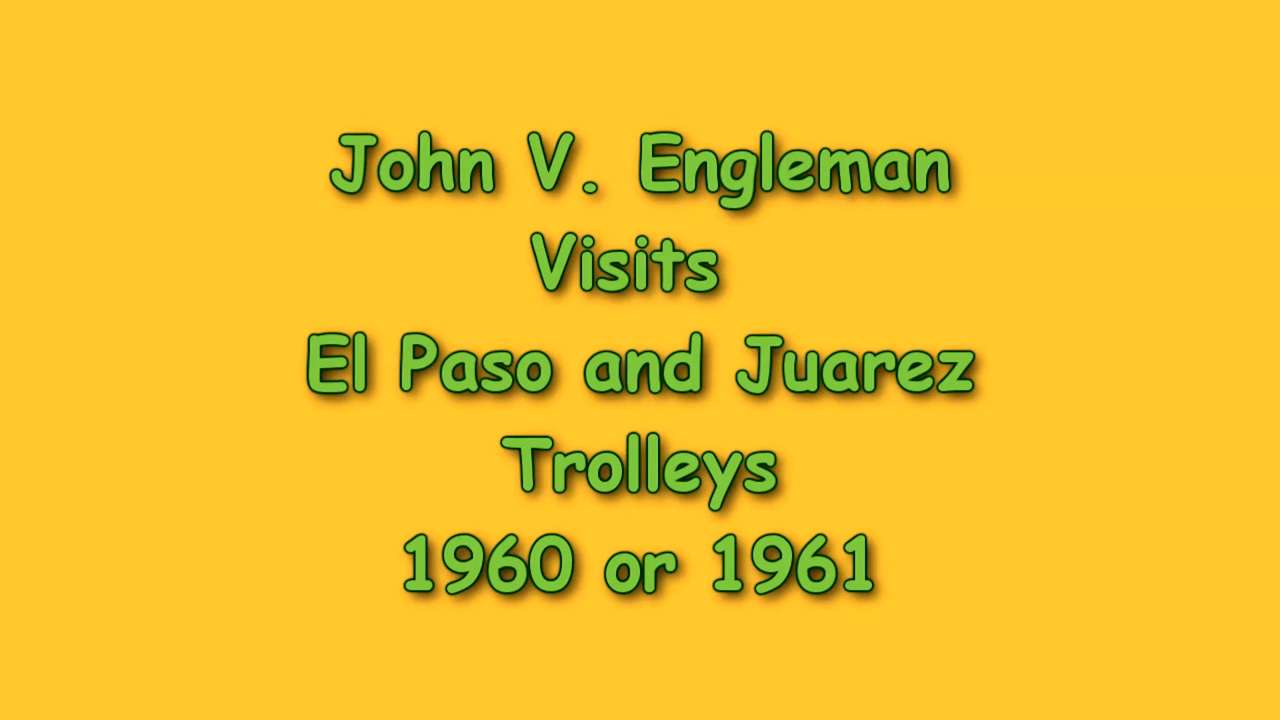 John V. Engleman
Visits
El Paso and Juarez
Trolleys
1960 or 1961